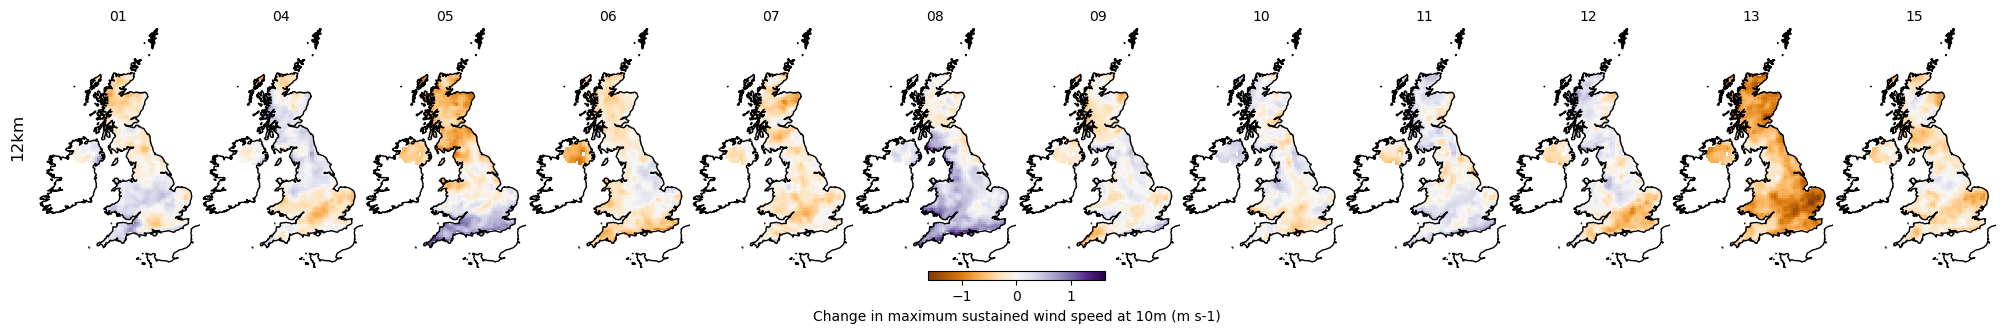 01 04 05 06 07 08 09 10 11 12 13 15
12km
−1 0 1
Change in maximum sustained wind speed at 10m (m s-1)